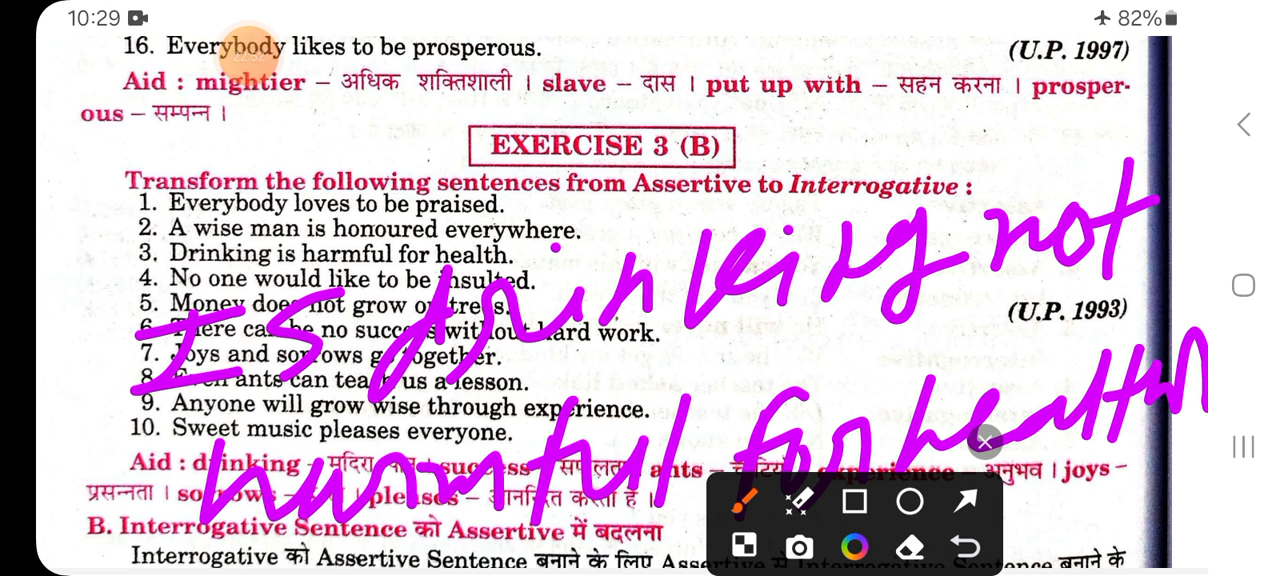 10:29 82%
16. Everybody likes to be prosperous. (U.P. 1997)
22:52
Aid : mightier – अधिक शक्तिशाली । slave – दास । put up with – सहन करना । prosper-
ous – सम्पन्न ।
EXERCISE 3 (B)
Transform the following sentences from Assertive to Interrogative :
1. Everybody loves to be praised.
2. A wise man is honoured everywhere.
3. Drinking is harmful for health.
4. No one would like to be insulted.
5. Money does not grow on trees. (U.P. 1993)
6. There can be no success without hard work.
7. Joys and sorrows go together.
8. Even ants can teach us a lesson.
9. Anyone will grow wise through experience.
10. Sweet music pleases everyone.
Is drinking not
harmful for health
Aid : drinking – मदिरा पान । success – सफलता । ants – चींटियाँ । experience – अनुभव । joys –
प्रसन्नता । sorrows – । pleases – आनन्दित करता है ।
B. Interrogative Sentence को Assertive में बदलना
Interrogative को Assertive Sentence बनाने के लिए Assertive से Interrogative Sentence बनाने के